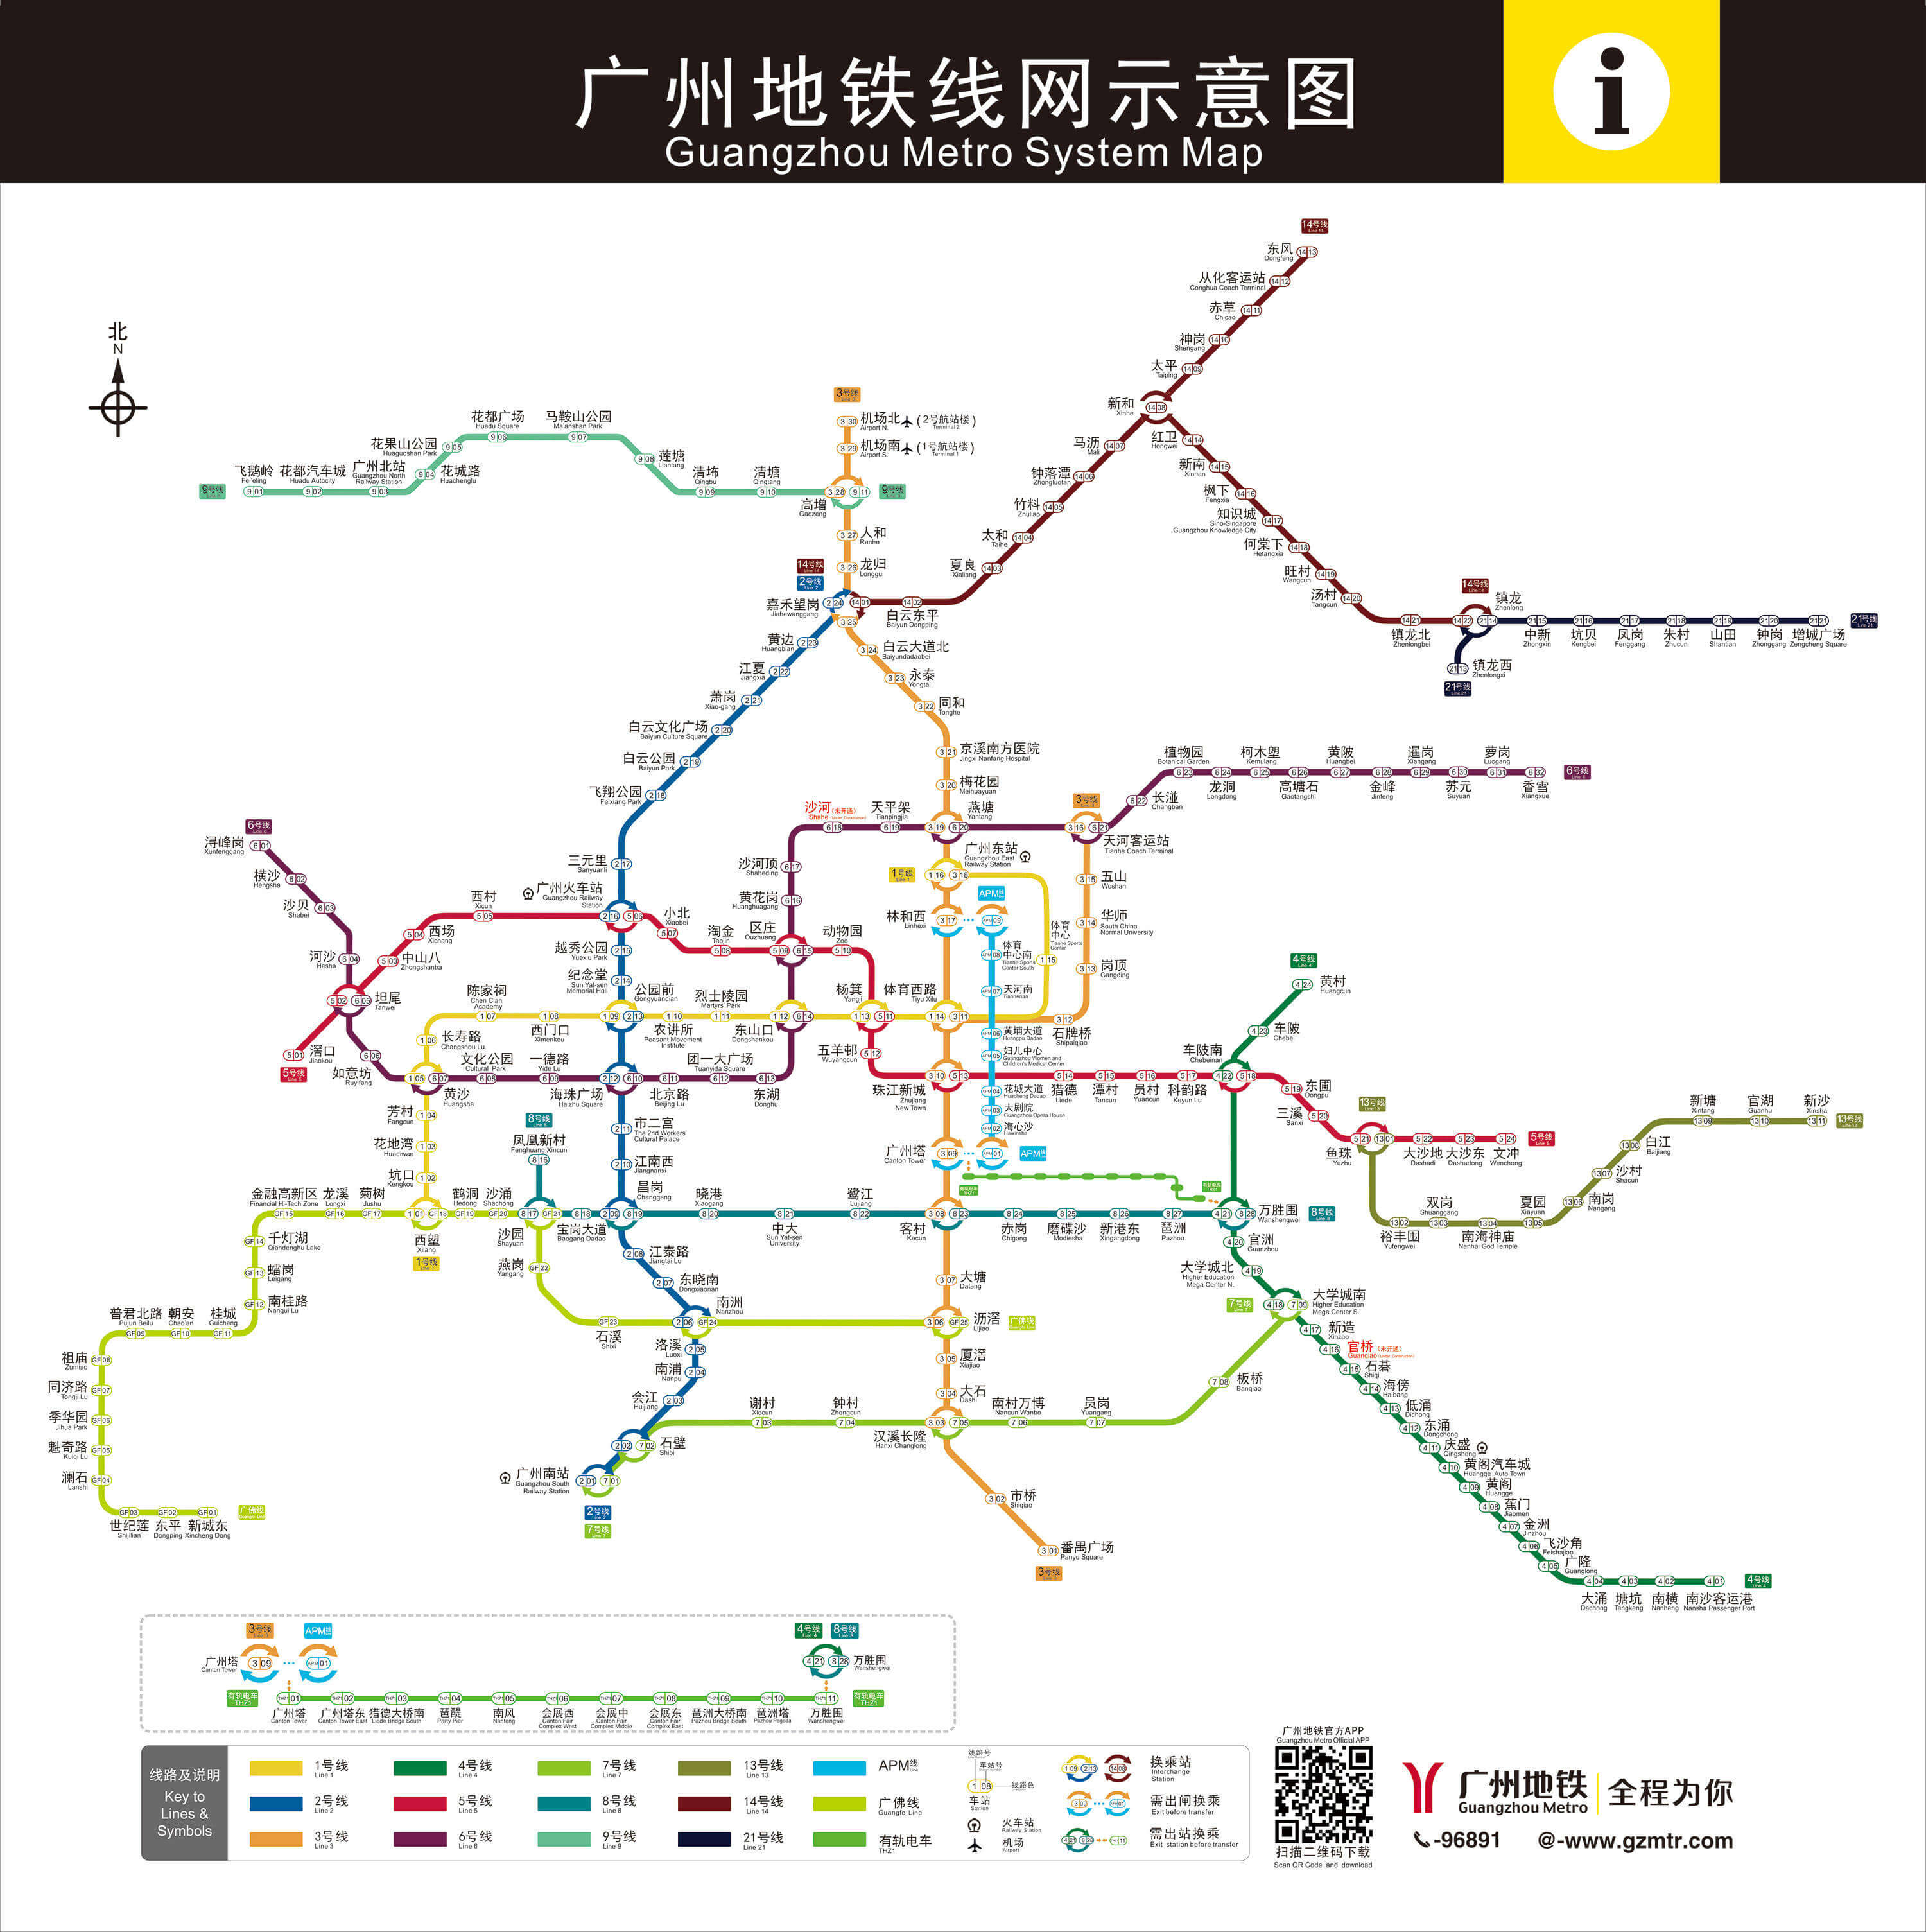 广州地铁线网示意图
Guangzhou Metro System Map
i
北
N
14号线
Line 14
东风
Dongfeng
14 13
从化客运站
Conghua Coach Terminal
14 12
赤草
Chicao
14 11
神岗
Shengang
14 10
太平
Taiping
14 09
新和
Xinhe
14 08
马沥
Mali
14 07
钟落潭
Zhongluotan
14 06
竹料
Zhuliao
14 05
太和
Taihe
14 04
夏良
Xialiang
14 03
白云东平
Baiyun Dongping
14 02
红卫
Hongwei
14 14
新南
Xinnan
14 15
枫下
Fengxia
14 16
知识城
Sino-Singapore
Guangzhou Knowledge City
14 17
何棠下
Hetangxia
14 18
旺村
Wangcun
14 19
汤村
Tangcun
14 20
镇龙北
Zhenlongbei
14 21
14号线
Line 14
镇龙
Zhenlong
14 22
21 14
镇龙西
Zhenlongxi
21 13
21号线
Line 21
中新
Zhongxin
21 15
坑贝
Kengbei
21 16
凤岗
Fenggang
21 17
朱村
Zhucun
21 18
山田
Shantian
21 19
钟岗
Zhonggang
21 20
增城广场
Zengcheng Square
21 21
21号线
Line 21
9号线
Line 9
飞鹅岭
Fei'eling
9 01
花都汽车城
Huadu Autocity
9 02
广州北站
Guangzhou North
Railway Station
9 03
花城路
Huachenglu
9 04
花果山公园
Huaguoshan Park
9 05
花都广场
Huadu Square
9 06
马鞍山公园
Ma'anshan Park
9 07
莲塘
Liantang
9 08
清㘵
Qingbu
9 09
清塘
Qingtang
9 10
高增
Gaozeng
3 28
9 11
9号线
Line 9
3号线
Line 3
机场北 (2号航站楼)
Airport N. Terminal 2
3 30
机场南 (1号航站楼)
Airport S. Terminal 1
3 29
人和
Renhe
3 27
龙归
Longgui
3 26
14号线
Line 14
2号线
Line 2
嘉禾望岗
Jiahewanggang
2 24
14 01
3 25
白云大道北
Baiyundadaobei
3 24
永泰
Yongtai
3 23
同和
Tonghe
3 22
京溪南方医院
Jingxi Nanfang Hospital
3 21
梅花园
Meihuayuan
3 20
燕塘
Yantang
3 19
6 20
黄边
Huangbian
2 23
江夏
Jiangxia
2 22
萧岗
Xiao-gang
2 21
白云文化广场
Baiyun Culture Square
2 20
白云公园
Baiyun Park
2 19
飞翔公园
Feixiang Park
2 18
三元里
Sanyuanli
2 17
广州火车站
Guangzhou Railway
Station
2 16
5 06
越秀公园
Yuexiu Park
2 15
纪念堂
Sun Yat-sen
Memorial Hall
2 14
公园前
Gongyuanqian
1 09
2 13
海珠广场
Haizhu Square
2 12
6 10
市二宫
The 2nd Workers'
Cultural Palace
2 11
江南西
Jiangnanxi
2 10
昌岗
Changgang
2 09
8 19
江泰路
Jiangtai Lu
2 08
东晓南
Dongxiaonan
2 07
南洲
Nanzhou
2 06
GF 24
洛溪
Luoxi
2 05
南浦
Nanpu
2 04
会江
Huijiang
2 03
石壁
Shibi
2 02
7 02
广州南站
Guangzhou South
Railway Station
2 01
7 01
2号线
Line 2
7号线
Line 7
6号线
Line 6
浔峰岗
Xunfenggang
6 01
横沙
Hengsha
6 02
沙贝
Shabei
6 03
河沙
Hesha
6 04
坦尾
Tanwei
5 02
6 05
如意坊
Ruyifang
6 06
黄沙
Huangsha
1 05
6 07
文化公园
Cultural Park
6 08
一德路
Yide Lu
6 09
北京路
Beijing Lu
6 11
团一大广场
Tuanyida Square
6 12
东湖
Donghu
6 13
东山口
Dongshankou
1 12
6 14
区庄
Ouzhuang
5 09
6 15
黄花岗
Huanghuagang
6 16
沙河顶
Shaheding
6 17
沙河(未开通)
Shahe (Under Construction)
6 18
天平架
Tianpingjia
6 19
3号线
Line 3
天河客运站
Tianhe Coach Terminal
3 16
6 21
长湴
Changban
6 22
植物园
Botanical Garden
6 23
龙洞
Longdong
6 24
柯木塱
Kemulang
6 25
高塘石
Gaotangshi
6 26
黄陂
Huangbei
6 27
金峰
Jinfeng
6 28
暹岗
Xiangang
6 29
苏元
Suyuan
6 30
萝岗
Luogang
6 31
香雪
Xiangxue
6 32
6号线
Line 6
5号线
Line 5
滘口
Jiaokou
5 01
中山八
Zhongshanba
5 03
西场
Xichang
5 04
西村
Xicun
5 05
小北
Xiaobei
5 07
淘金
Taojin
5 08
动物园
Zoo
5 10
杨箕
Yangji
1 13
5 11
五羊邨
Wuyangcun
5 12
珠江新城
Zhujiang
New Town
3 10
5 13
猎德
Liede
5 14
潭村
Tancun
5 15
员村
Yuancun
5 16
科韵路
Keyun Lu
5 17
车陂南
Chebeinan
4 22
5 18
东圃
Dongpu
5 19
三溪
Sanxi
5 20
13号线
Line 13
鱼珠
Yuzhu
5 21
13 01
大沙地
Dashadi
5 22
大沙东
Dashadong
5 23
文冲
Wenchong
5 24
5号线
Line 5
裕丰围
Yufengwei
13 02
双岗
Shuanggang
13 03
南海神庙
Nanhai God Temple
13 04
夏园
Xiayuan
13 05
南岗
Nangang
13 06
沙村
Shacun
13 07
白江
Baijiang
13 08
新塘
Xintang
13 09
官湖
Guanhu
13 10
新沙
Xinsha
13 11
13号线
Line 13
1号线
Line 1
广州东站
Guangzhou East
Railway Station
1 16
3 18
体育
中心
Tianhe Sports
Center
1 15
体育西路
Tiyu Xilu
1 14
3 11
烈士陵园
Martyrs' Park
1 11
农讲所
Peasant Movement
Institute
1 10
西门口
Ximenkou
1 08
陈家祠
Chen Clan
Academy
1 07
长寿路
Changshou Lu
1 06
芳村
Fangcun
1 04
花地湾
Huadiwan
1 03
坑口
Kengkou
1 02
西塱
Xilang
1 01
GF 18
1号线
Line 1
林和西
Linhexi
3 17
APM线
APM 09
体育
中心南
Tianhe Sports
Center South
APM 08
天河南
Tianhenan
APM 07
黄埔大道
Huangpu Dadao
APM 06
妇儿中心
Guangzhou Women and
Children's Medical Center
APM 05
花城大道
Huacheng Dadao
APM 04
大剧院
Guangzhou Opera House
APM 03
海心沙
Haixinsha
APM 02
广州塔
Canton Tower
3 09
APM 01
APM线
有轨电车
THZ1
有轨电车
THZ1
五山
Wushan
3 15
华师
South China
Normal University
3 14
岗顶
Gangding
3 13
石牌桥
Shipaiqiao
3 12
4号线
Line 4
黄村
Huangcun
4 24
车陂
Chebei
4 23
万胜围
Wanshengwei
4 21
8 28
8号线
Line 8
官洲
Guanzhou
4 20
大学城北
Higher Education
Mega Center N.
4 19
7号线
Line 7
大学城南
Higher Education
Mega Center S.
4 18
7 09
新造
Xinzao
4 17
官桥(未开通)
Guanqiao (Under Construction)
4 16
石碁
Shiqi
4 15
海傍
Haibang
4 14
低涌
Dichong
4 13
东涌
Dongchong
4 12
庆盛
Qingsheng
4 11
黄阁汽车城
Huangge Auto Town
4 10
黄阁
Huangge
4 09
蕉门
Jiaomen
4 08
金洲
Jinzhou
4 07
飞沙角
Feishajiao
4 06
广隆
Guanglong
4 05
大涌
Dachong
4 04
塘坑
Tangkeng
4 03
南横
Nanheng
4 02
南沙客运港
Nansha Passenger Port
4 01
4号线
Line 4
8号线
Line 8
凤凰新村
Fenghuang Xincun
8 16
沙园
Shayuan
8 17
GF 21
宝岗大道
Baogang Dadao
8 18
晓港
Xiaogang
8 20
中大
Sun Yat-sen
University
8 21
鹭江
Lujiang
8 22
客村
Kecun
3 08
8 23
赤岗
Chigang
8 24
磨碟沙
Modiesha
8 25
新港东
Xingangdong
8 26
琶洲
Pazhou
8 27
金融高新区
Financial Hi-Tech Zone
GF 15
龙溪
Longxi
GF 16
菊树
Jushu
GF 17
鹤洞
Hedong
GF 19
沙涌
Shachong
GF 20
千灯湖
Qiandenghu Lake
GF 14
𧒽岗
Leigang
GF 13
南桂路
Nangui Lu
GF 12
桂城
Guicheng
GF 11
朝安
Chao'an
GF 10
普君北路
Pujun Beilu
GF 09
祖庙
Zumiao
GF 08
同济路
Tongji Lu
GF 07
季华园
Jihua Park
GF 06
魁奇路
Kuiqi Lu
GF 05
澜石
Lanshi
GF 04
世纪莲
Shijilian
GF 03
东平
Dongping
GF 02
新城东
Xincheng Dong
GF 01
广佛线
Guangfo Line
燕岗
Yangang
GF 22
石溪
Shixi
GF 23
沥滘
Lijiao
3 06
GF 25
广佛线
Guangfo Line
大塘
Datang
3 07
厦滘
Xiajiao
3 05
大石
Dashi
3 04
汉溪长隆
Hanxi Changlong
3 03
7 05
市桥
Shiqiao
3 02
番禺广场
Panyu Square
3 01
3号线
Line 3
谢村
Xiecun
7 03
钟村
Zhongcun
7 04
南村万博
Nancun Wanbo
7 06
员岗
Yuangang
7 07
板桥
Banqiao
7 08
3号线
Line 3
APM线
广州塔
Canton Tower
3 09
APM 01
4号线
Line 4
8号线
Line 8
4 21
8 28
万胜围
Wanshengwei
有轨电车
THZ1
THZ1 01
THZ1 02
THZ1 03
THZ1 04
THZ1 05
THZ1 06
THZ1 07
THZ1 08
THZ1 09
THZ1 10
THZ1 11
有轨电车
THZ1
广州塔
Canton Tower
广州塔东
Canton Tower East
猎德大桥南
Liede Bridge South
琶醍
Party Pier
南风
Nanfeng
会展西
Canton Fair
Complex West
会展中
Canton Fair
Complex Middle
会展东
Canton Fair
Complex East
琶洲大桥南
Pazhou Bridge South
琶洲塔
Pazhou Pagoda
万胜围
Wanshengwei
线路及说明
Key to
Lines &
Symbols
1号线
Line 1
2号线
Line 2
3号线
Line 3
4号线
Line 4
5号线
Line 5
6号线
Line 6
7号线
Line 7
8号线
Line 8
9号线
Line 9
13号线
Line 13
14号线
Line 14
21号线
Line 21
APM线
Line
广佛线
Guangfo Line
有轨电车
THZ1
线路号
车站号
1 08
线路色
车站
Station
火车站
Railway Station
机场
Airport
1 09
2 13
14 08
换乘站
Interchange
Station
3 09
APM 01
需出闸换乘
Exit before transfer
4 21
8 28
THZ1 11
需出站换乘
Exit station before transfer
广州地铁官方APP
Guangzhou Metro Official APP
扫描二维码下载
Scan QR Code and download
广州地铁
Guangzhou Metro
全程为你
-96891
@-www.gzmtr.com